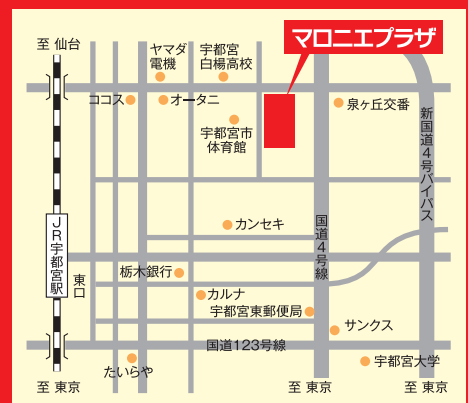 マロニエプラザ
至 仙台
ヤマダ
電機
宇都宮
白楊高校
ココス
オータニ
泉ヶ丘交番
宇都宮市
体育館
新国道4号バイパス
カンセキ
国道4号線
JR宇都宮駅
東口
栃木銀行
カルナ
宇都宮東郵便局
サンクス
国道123号線
たいらや
宇都宮大学
至 東京
至 東京
至 東京